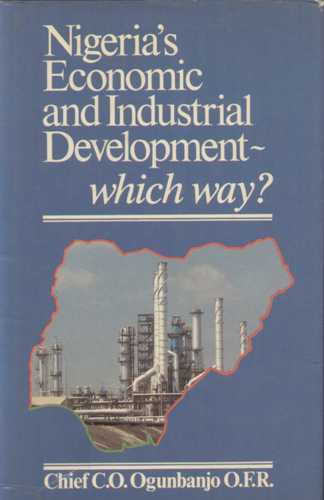 Nigeria's
Economic
and Industrial
Development~
which way?
Chief C.O. Ogunbanjo O.F.R.